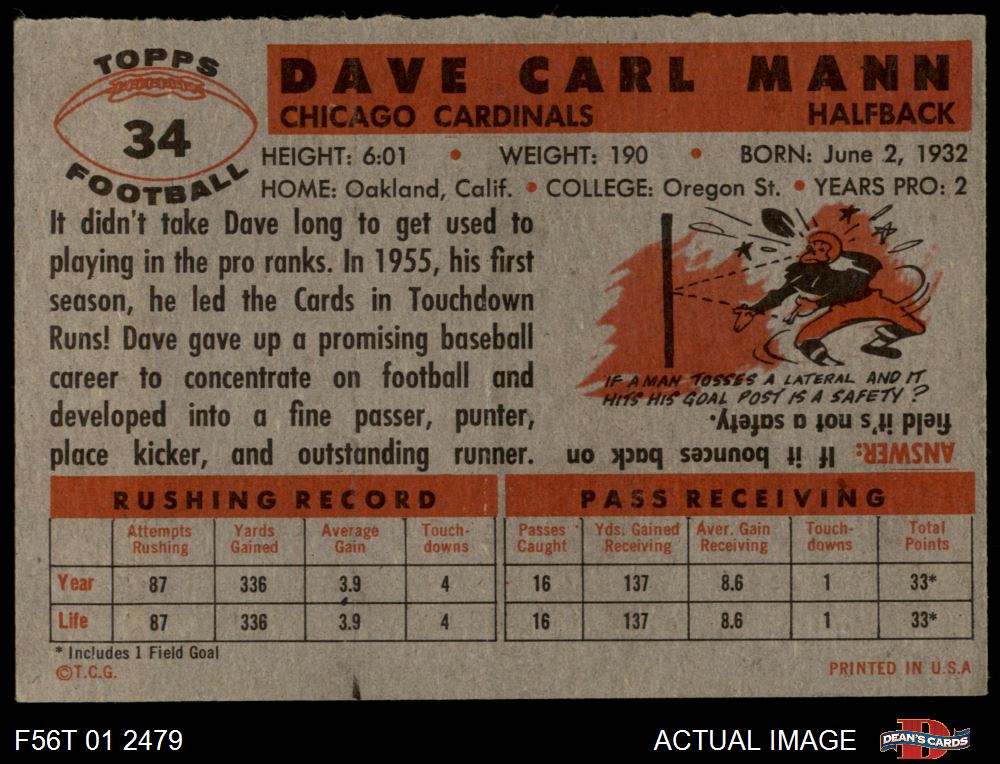 TOPPS
34
FOOTBALL
DAVE CARL MANN
CHICAGO CARDINALS HALFBACK
HEIGHT: 6:01 • WEIGHT: 190 • BORN: June 2, 1932
HOME: Oakland, Calif. • COLLEGE: Oregon St. • YEARS PRO: 2
It didn't take Dave long to get used to
playing in the pro ranks. In 1955, his first
season, he led the Cards in Touchdown
Runs! Dave gave up a promising baseball
career to concentrate on football and
developed into a fine passer, punter,
place kicker, and outstanding runner.
IF A MAN TOSSES A LATERAL AND IT
HITS HIS GOAL POST IS A SAFETY?
ANSWER: If it bounces back on
field it's not a safety.
RUSHING RECORD
Attempts Rushing Yards Gained Average Gain Touch-downs
Year 87 336 3.9 4
Life 87 336 3.9 4
PASS RECEIVING
Passes Caught Yds. Gained Receiving Aver. Gain Receiving Touch-downs Total Points
16 137 8.6 1 33*
16 137 8.6 1 33*
* Includes 1 Field Goal
©T.C.G. PRINTED IN U.S.A
F56T 01 2479 ACTUAL IMAGE DEAN'S CARDS